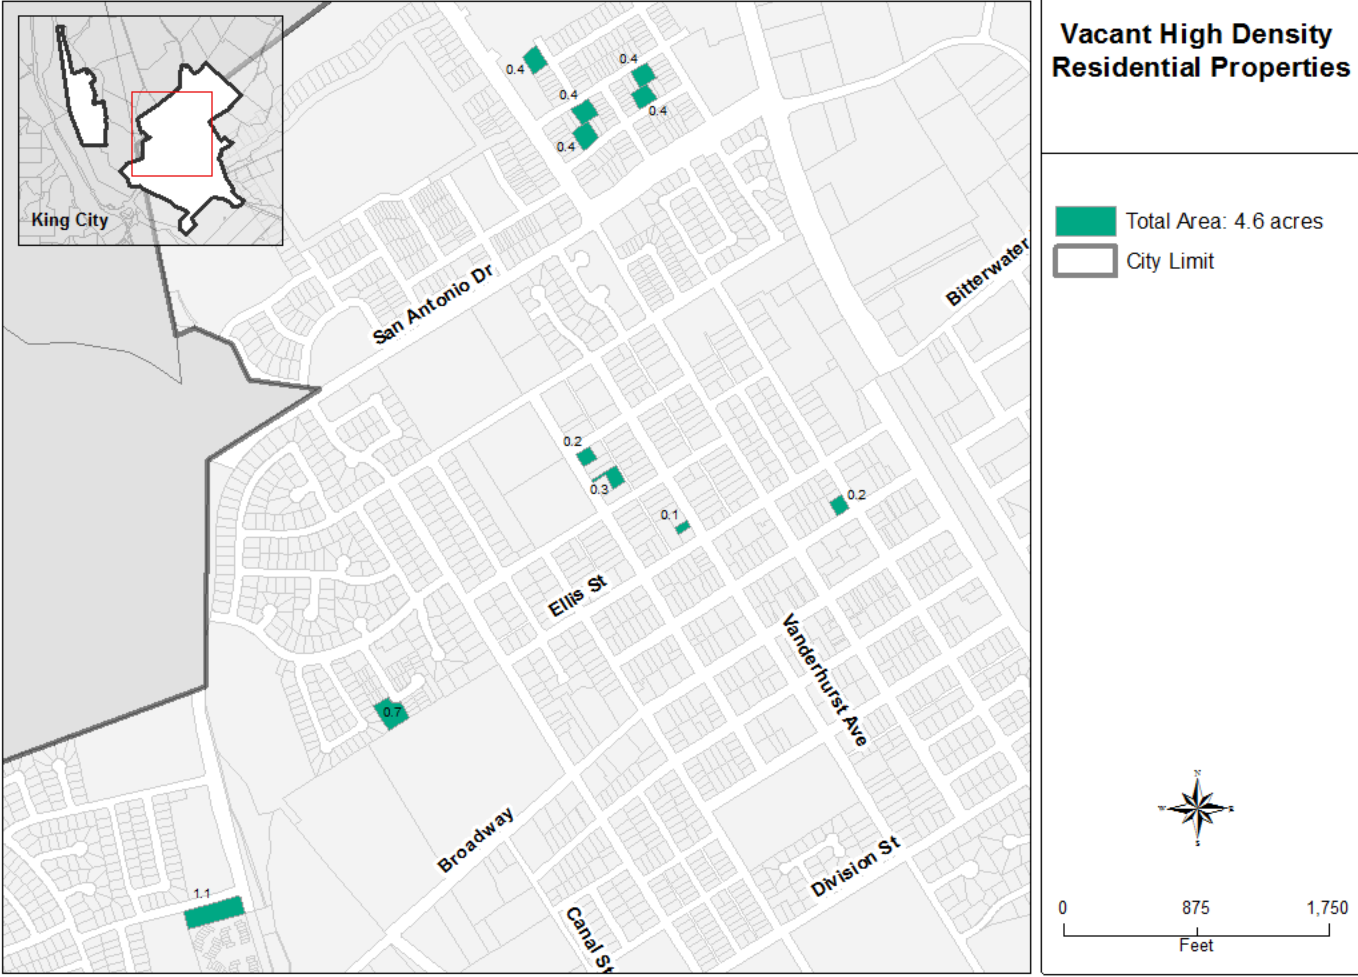 Vacant High Density
Residential Properties
Total Area: 4.6 acres
City Limit
King City
0.4
0.4
0.4
0.4
0.4
San Antonio Dr
Bitterwater
0.2
0.3
0.1
0.2
Ellis St
Vanderhurst Ave
0.7
Broadway
Division St
1.1
Canal St
N
W
E
S
0 875 1,750
Feet